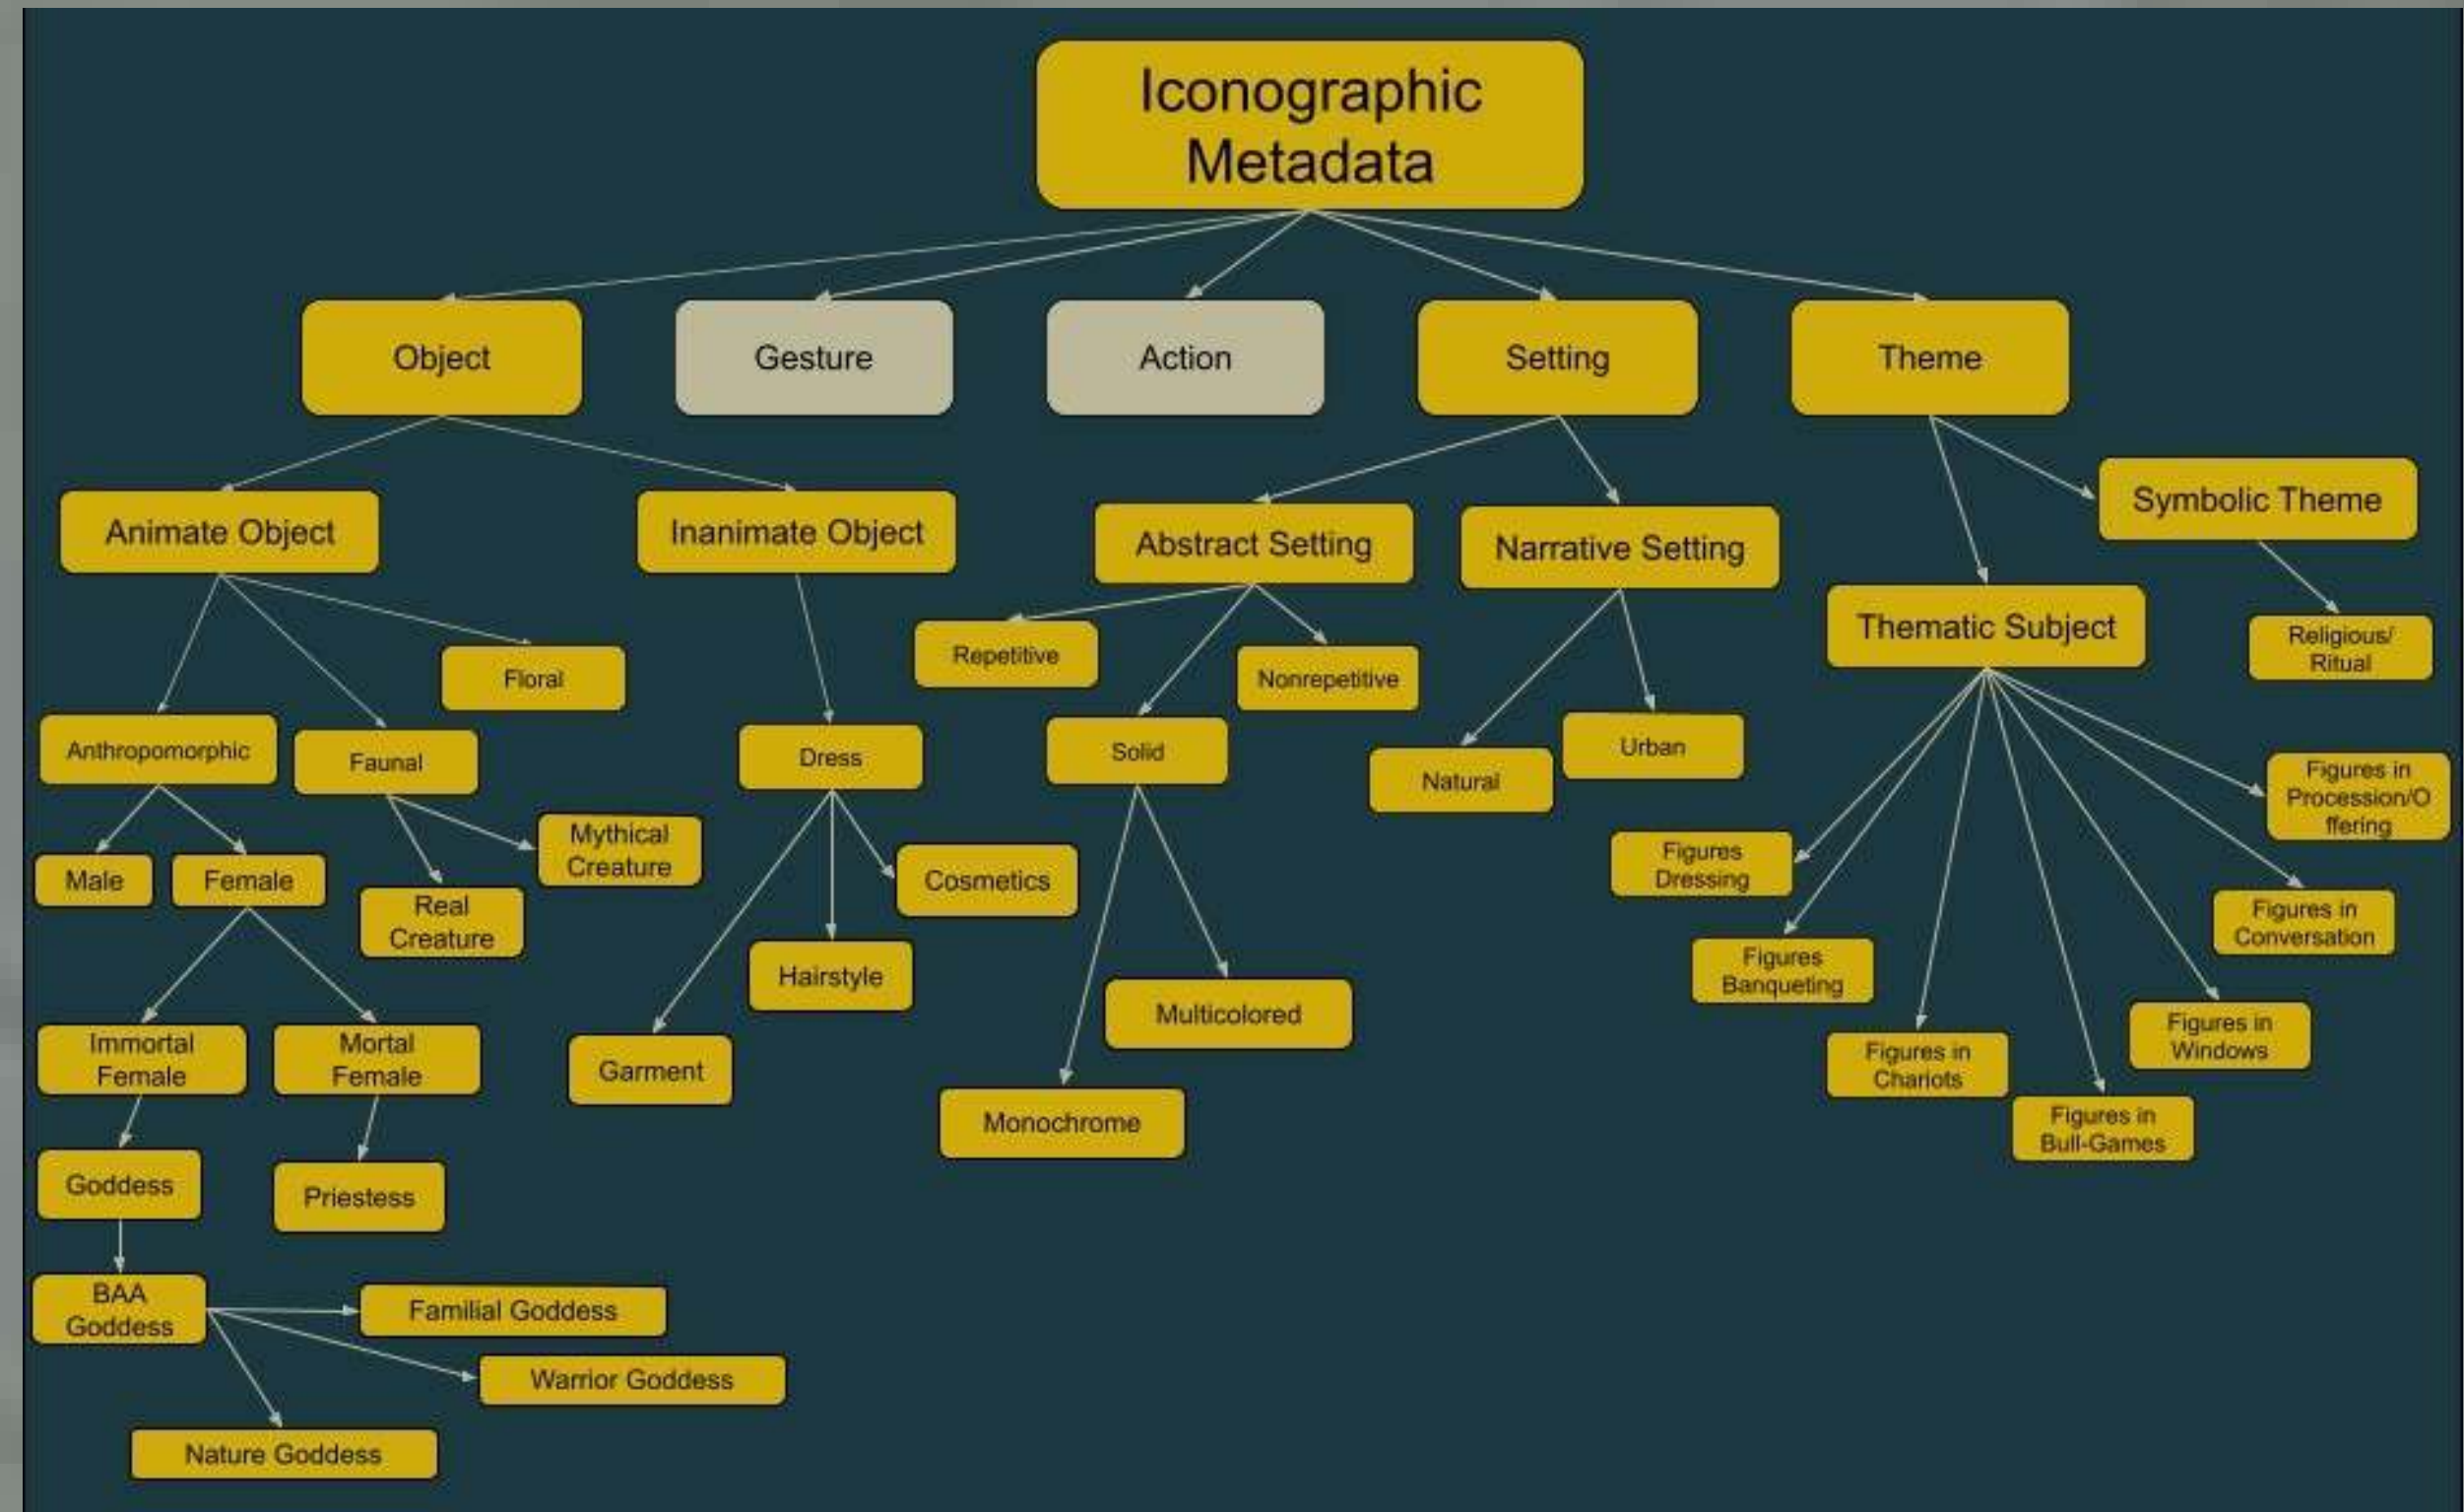 Iconographic
Metadata
Object
Gesture
Action
Setting
Theme
Animate Object
Inanimate Object
Abstract Setting
Narrative Setting
Symbolic Theme
Thematic Subject
Religious/
Ritual
Repetitive
Nonrepetitive
Floral
Anthropomorphic
Faunal
Dress
Solid
Natural
Urban
Figures in
Procession/O
ffering
Male
Female
Mythical
Creature
Real
Creature
Cosmetics
Figures
Dressing
Figures in
Conversation
Hairstyle
Figures
Banqueting
Immortal
Female
Mortal
Female
Garment
Multicolored
Figures in
Windows
Figures in
Chariots
Monochrome
Figures in
Bull-Games
Goddess
Priestess
BAA
Goddess
Familial Goddess
Warrior Goddess
Nature Goddess